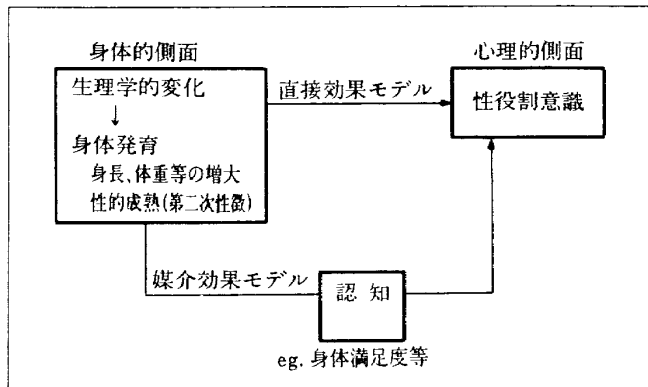 身体的側面
心理的側面
生理学的変化
↓
身体発育
身長、体重等の増大
性的成熟(第二次性徴)
直接効果モデル
性役割意識
媒介効果モデル
認知
eg. 身体満足度等